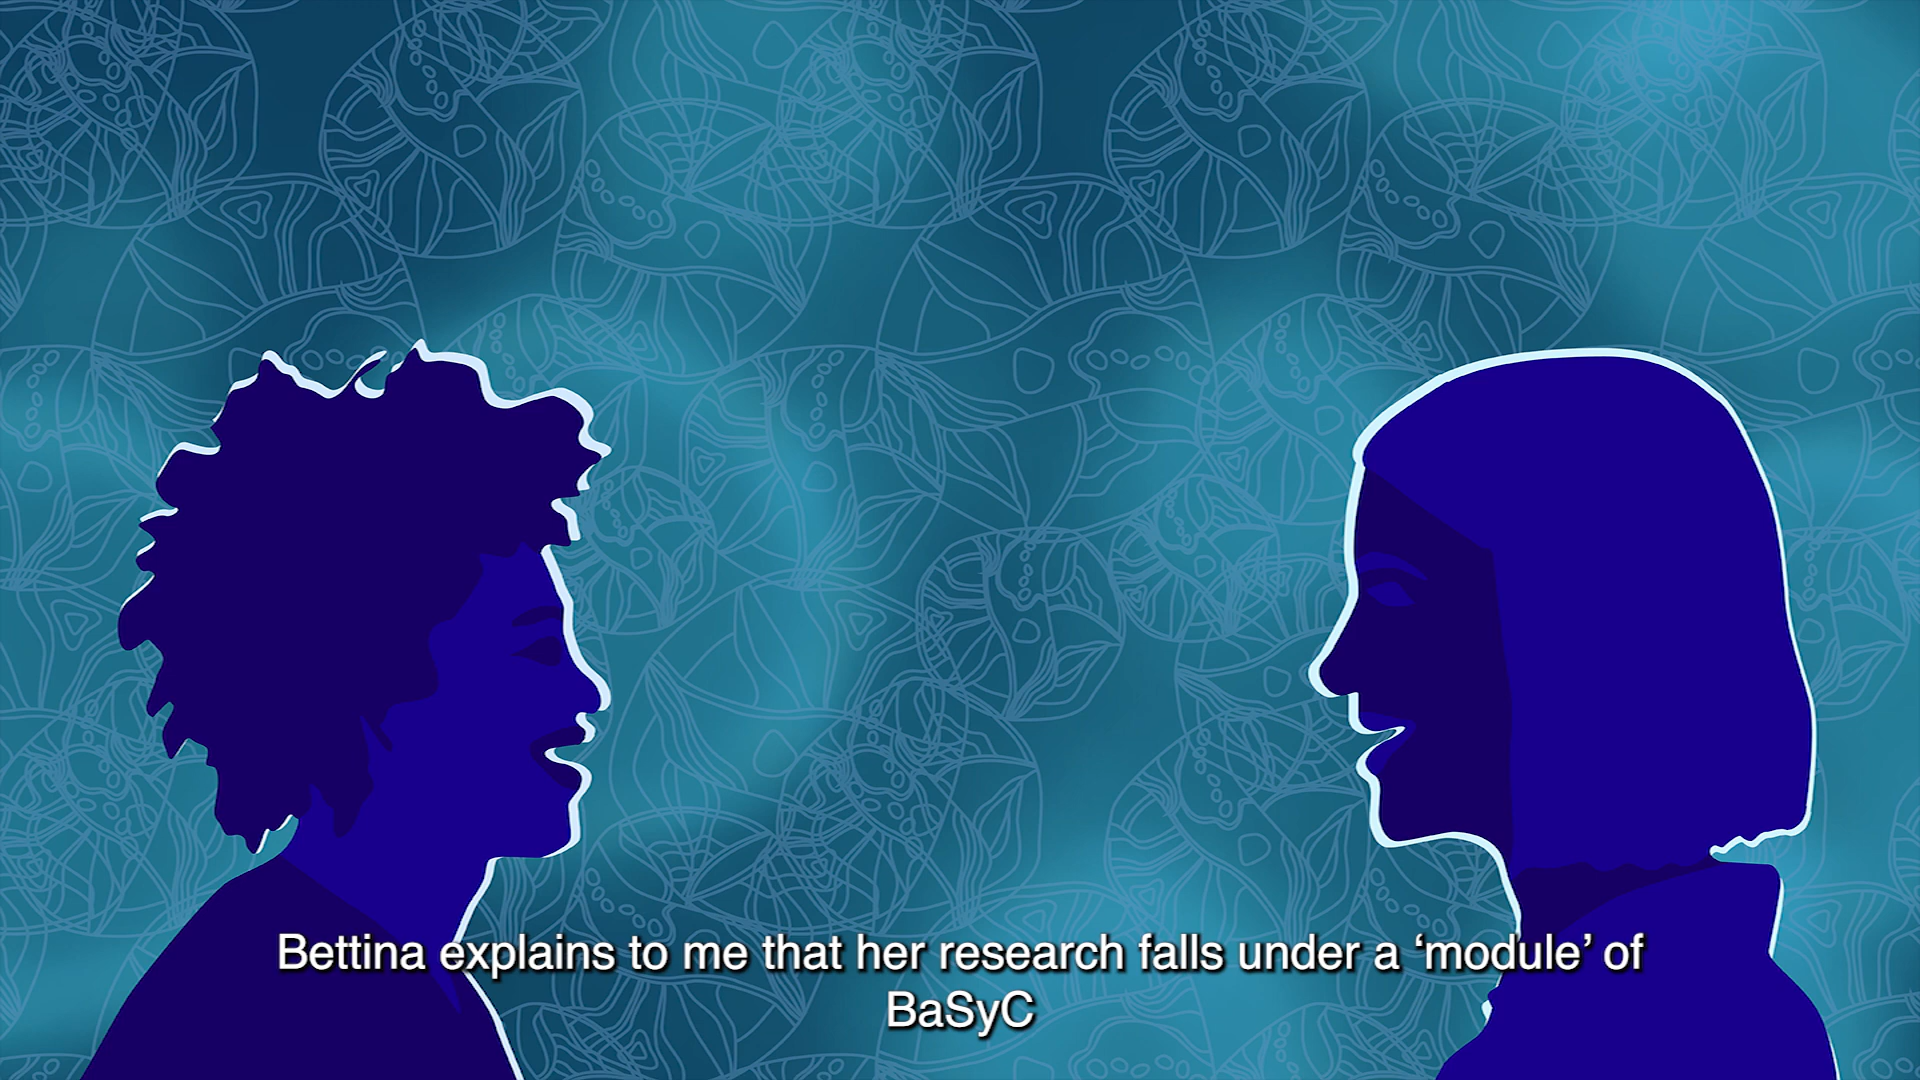 Bettina explains to me that her research falls under a ‘module’ of
BaSyC